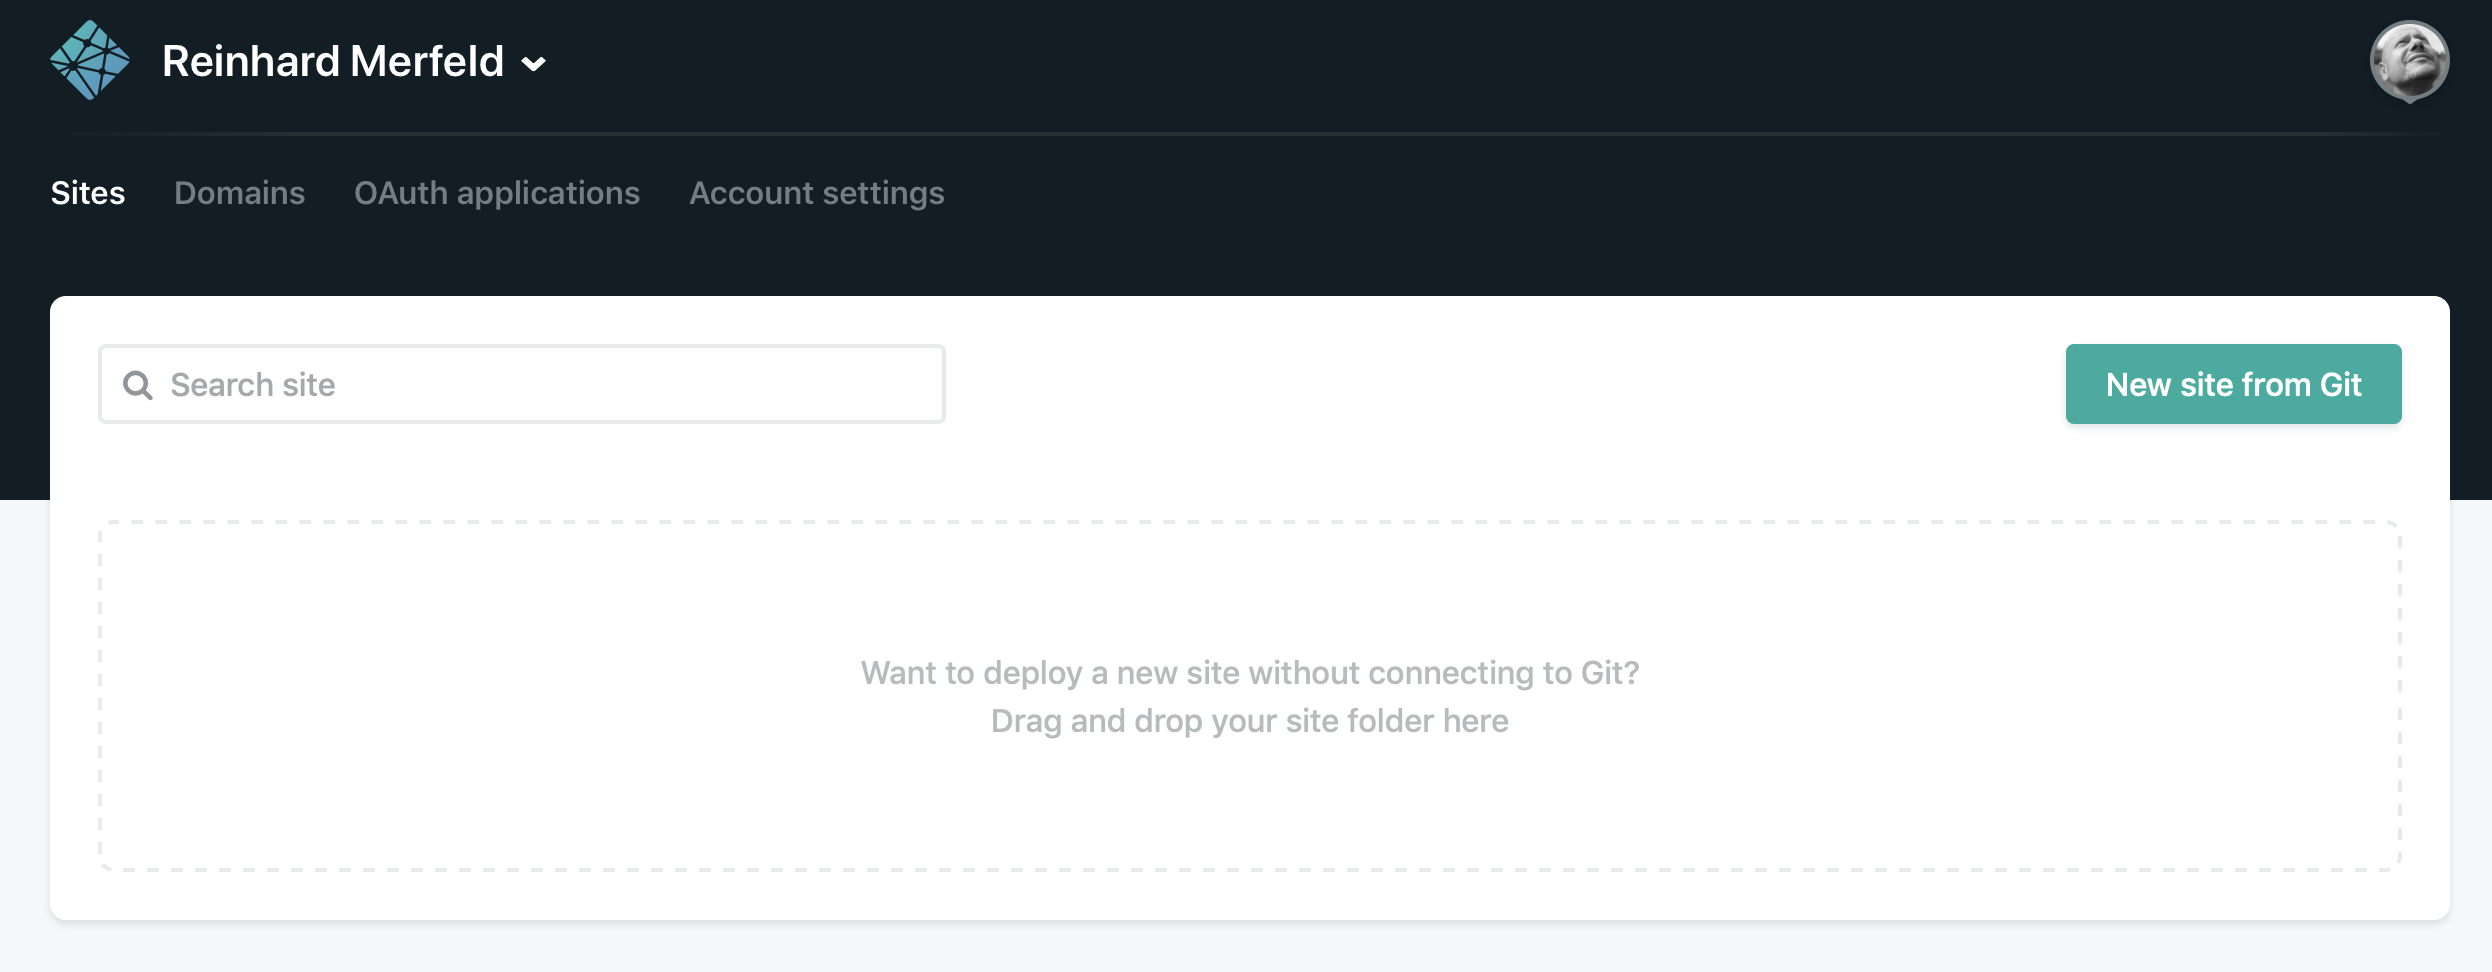 Reinhard Merfeld
Sites
Domains
OAuth applications
Account settings
Search site
New site from Git
Want to deploy a new site without connecting to Git?
Drag and drop your site folder here